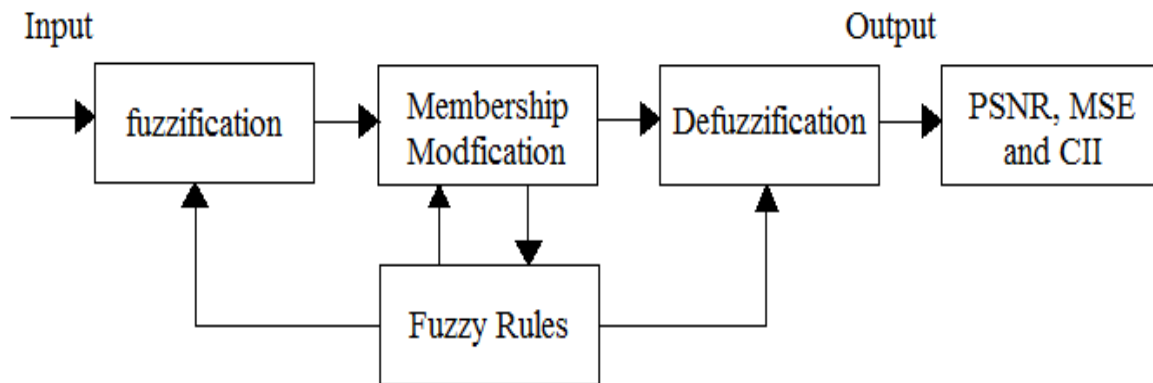 Input
Output
fuzzification
Membership
Modfication
Defuzzification
PSNR, MSE
and CII
Fuzzy Rules